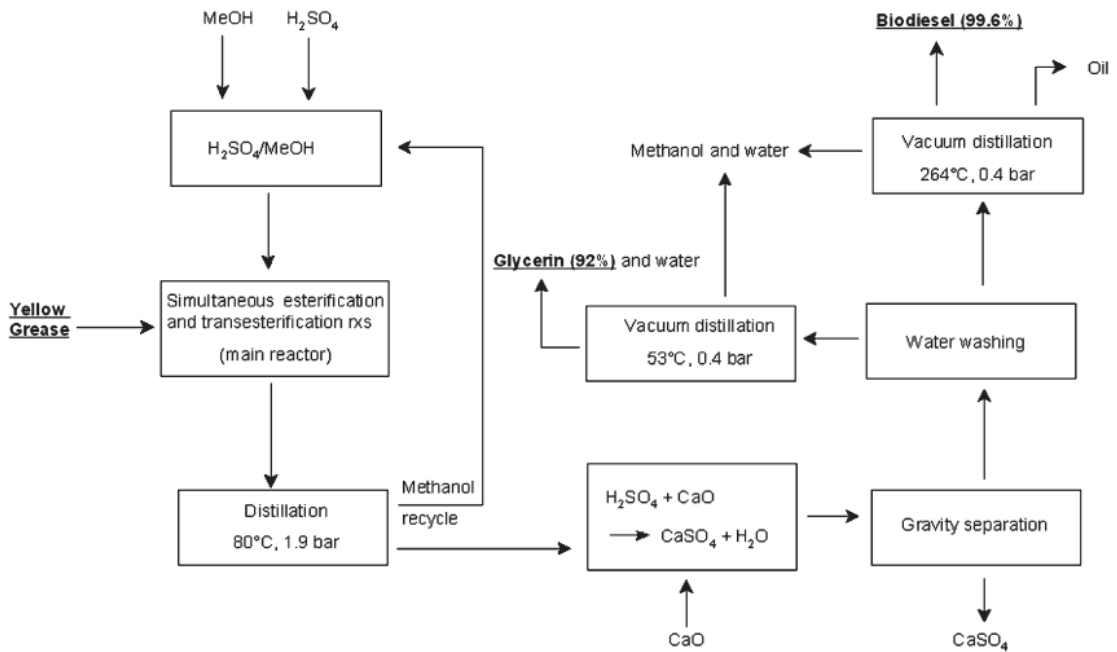 MeOH
H₂SO₄
H₂SO₄/MeOH
Yellow
Grease
Simultaneous esterification
and transesterification rxs
(main reactor)
Distillation
80°C, 1.9 bar
Methanol
recycle
H₂SO₄ + CaO
CaSO₄ + H₂O
CaO
Gravity separation
CaSO₄
Water washing
Vacuum distillation
53°C, 0.4 bar
Glycerin (92%) and water
Methanol and water
Vacuum distillation
264°C, 0.4 bar
Biodiesel (99.6%)
Oil